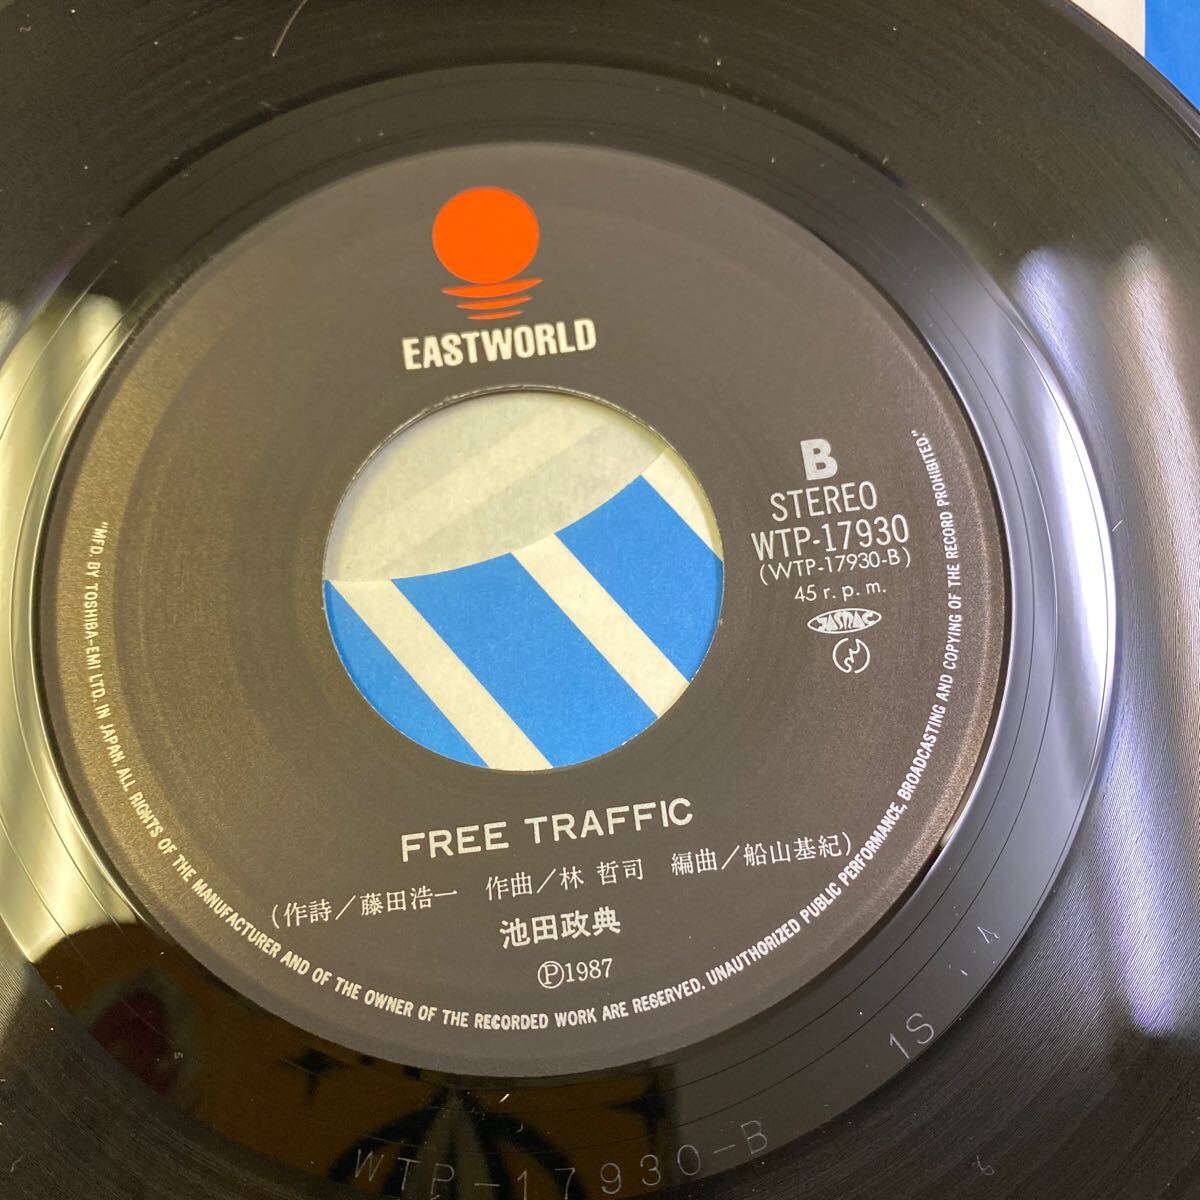 EASTWORLD
B
STEREO
WTP-17930
(WTP-17930-B)
45 r.p.m.
JASRAC
FREE TRAFFIC
(作詩／藤田浩一 作曲／林 哲司 編曲／船山基紀)
池田政典
Ⓟ1987
"MFD. BY TOSHIBA-EMI LTD. IN JAPAN. ALL RIGHTS OF THE MANUFACTURER AND OF THE OWNER OF THE RECORDED WORK ARE RESERVED. UNAUTHORIZED PUBLIC PERFORMANCE, BROADCASTING AND COPYING OF THE RECORD PROHIBITED."
1S
WTP-17930-B